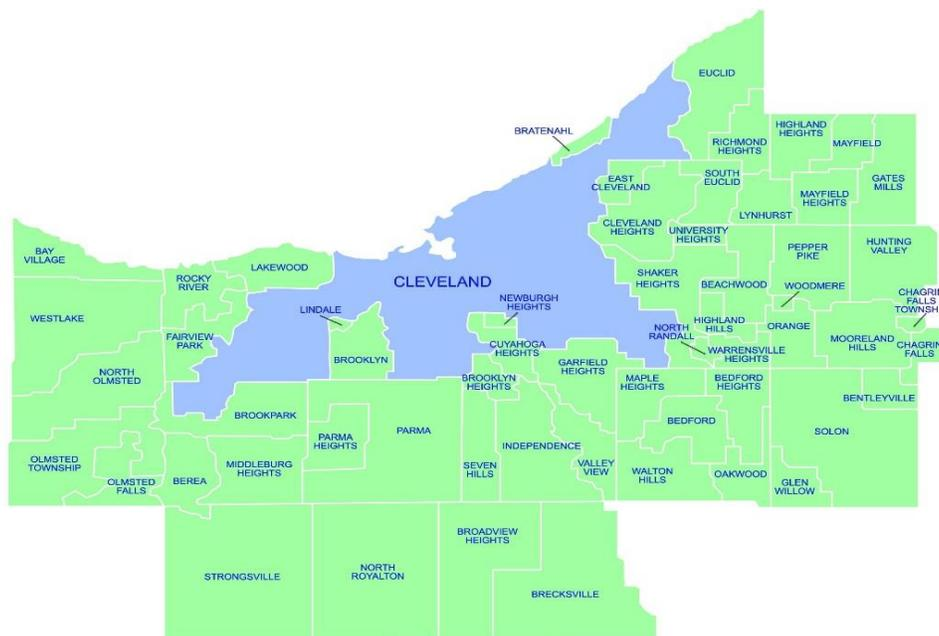 EUCLID
BRATENAHL
RICHMOND
HEIGHTS
HIGHLAND
HEIGHTS
MAYFIELD
EAST
CLEVELAND
SOUTH
EUCLID
GATES
MILLS
MAYFIELD
HEIGHTS
LYNHURST
CLEVELAND
HEIGHTS
UNIVERSITY
HEIGHTS
BAY
VILLAGE
LAKEWOOD
ROCKY
RIVER
CLEVELAND
SHAKER
HEIGHTS
BEACHWOOD
PEPPER
PIKE
HUNTING
VALLEY
WOODMERE
CHAGRIN
FALLS
TOWNSH
WESTLAKE
LINDALE
NEWBURGH
HEIGHTS
FAIRVIEW
PARK
HIGHLAND
HILLS
NORTH
RANDALL
ORANGE
MOORELAND
HILLS
CHAGRIN
FALLS
CUYAHOGA
HEIGHTS
WARRENSVILLE
HEIGHTS
BROOKLYN
GARFIELD
HEIGHTS
NORTH
OLMSTED
BROOKLYN
HEIGHTS
MAPLE
HEIGHTS
BEDFORD
HEIGHTS
BENTLEYVILLE
BROOKPARK
BEDFORD
PARMA
HEIGHTS
PARMA
SOLON
INDEPENDENCE
OLMSTED
TOWNSHIP
OLMSTED
FALLS
BEREA
MIDDLEBURG
HEIGHTS
SEVEN
HILLS
VALLEY
VIEW
WALTON
HILLS
OAKWOOD
GLEN
WILLOW
BROADVIEW
HEIGHTS
STRONGSVILLE
NORTH
ROYALTON
BRECKSVILLE